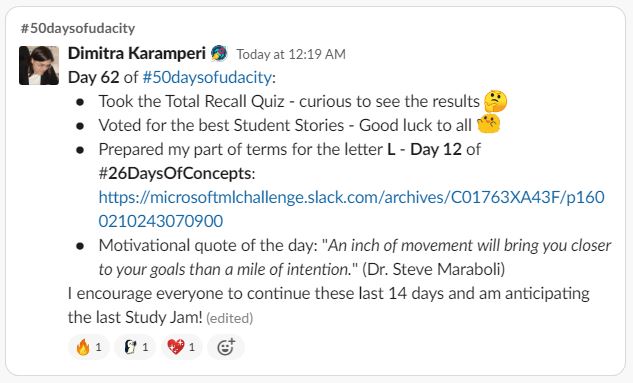 #50daysofudacity
Dimitra Karamperi Today at 12:19 AM
Day 62 of #50daysofudacity:
• Took the Total Recall Quiz - curious to see the results 🤔
• Voted for the best Student Stories - Good luck to all
• Prepared my part of terms for the letter L - Day 12 of
#26DaysOfConcepts:
https://microsoftmlchallenge.slack.com/archives/C01763XA43F/p160
0210243070900
• Motivational quote of the day: "An inch of movement will bring you closer
to your goals than a mile of intention." (Dr. Steve Maraboli)
I encourage everyone to continue these last 14 days and am anticipating
the last Study Jam! (edited)
🔥 1 🐧 1 💖 1